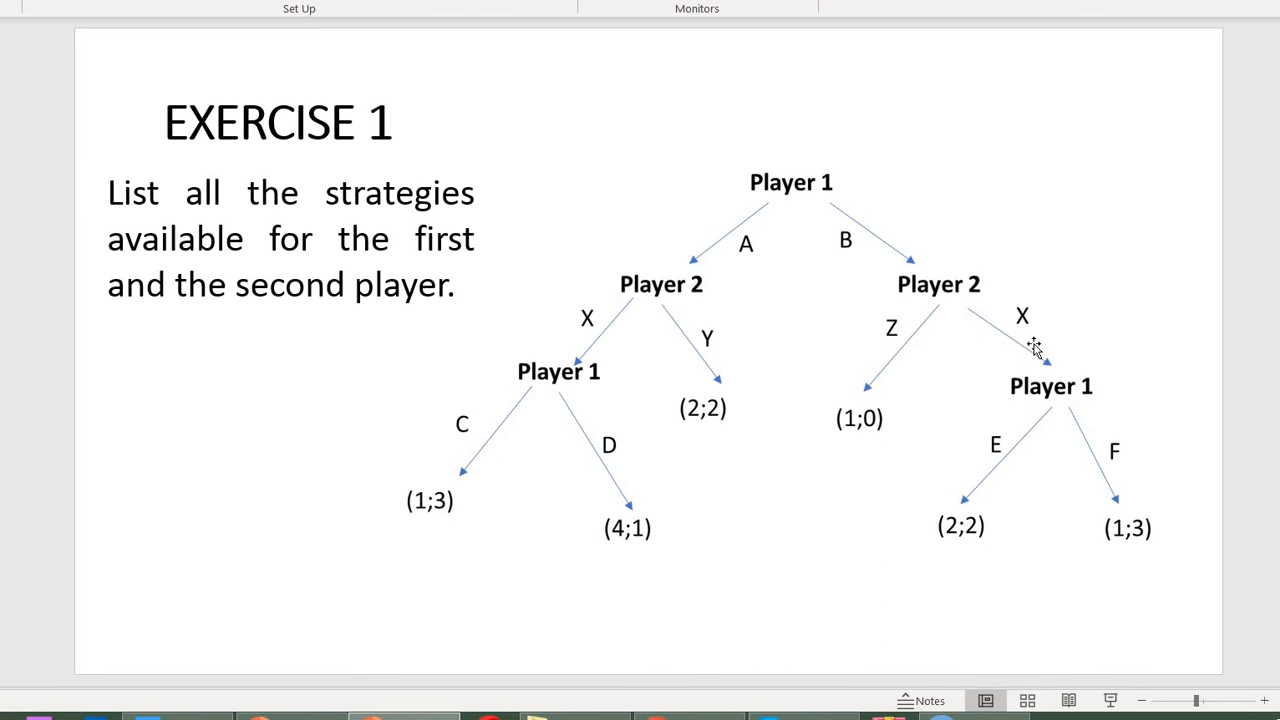 Set Up
Monitors
EXERCISE 1
List all the strategies
available for the first
and the second player.
Player 1
A
B
Player 2
Player 2
X
Y
Z
X
Player 1
(2;2)
(1;0)
Player 1
C
D
E
F
(1;3)
(4;1)
(2;2)
(1;3)
Notes